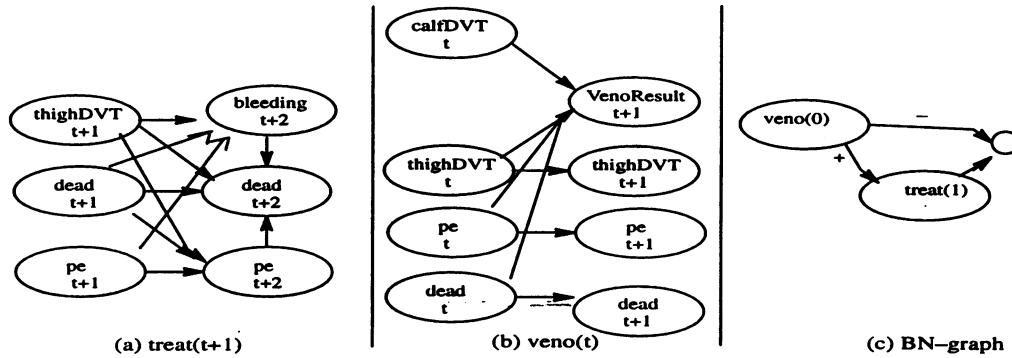 thighDVT
t+1
bleeding
t+2
dead
t+1
dead
t+2
pe
t+1
pe
t+2
(a) treat(t+1)
calfDVT
t
VenoResult
t+1
thighDVT
t
thighDVT
t+1
pe
t
pe
t+1
dead
t
dead
t+1
(b) veno(t)
veno(0)
−
+
treat(1)
(c) BN−graph